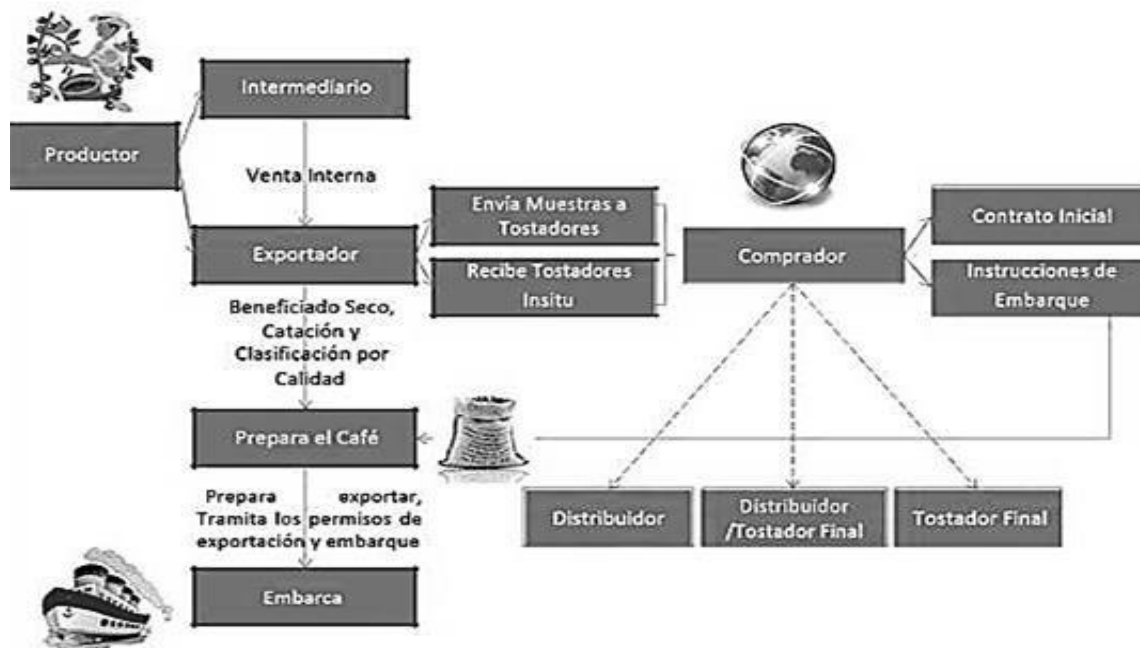 Intermediario
Productor
Venta Interna
Envía Muestras a
Tostadores
Exportador
Recibe Tostadores
Insitu
Comprador
Contrato Inicial
Instrucciones de
Embarque
Beneficiado Seco,
Catación y
Clasificación por
Calidad
Prepara el Café
Prepara exportar,
Tramita los permisos de
exportación y embarque
Embarca
Distribuidor
Distribuidor
/Tostador Final
Tostador Final